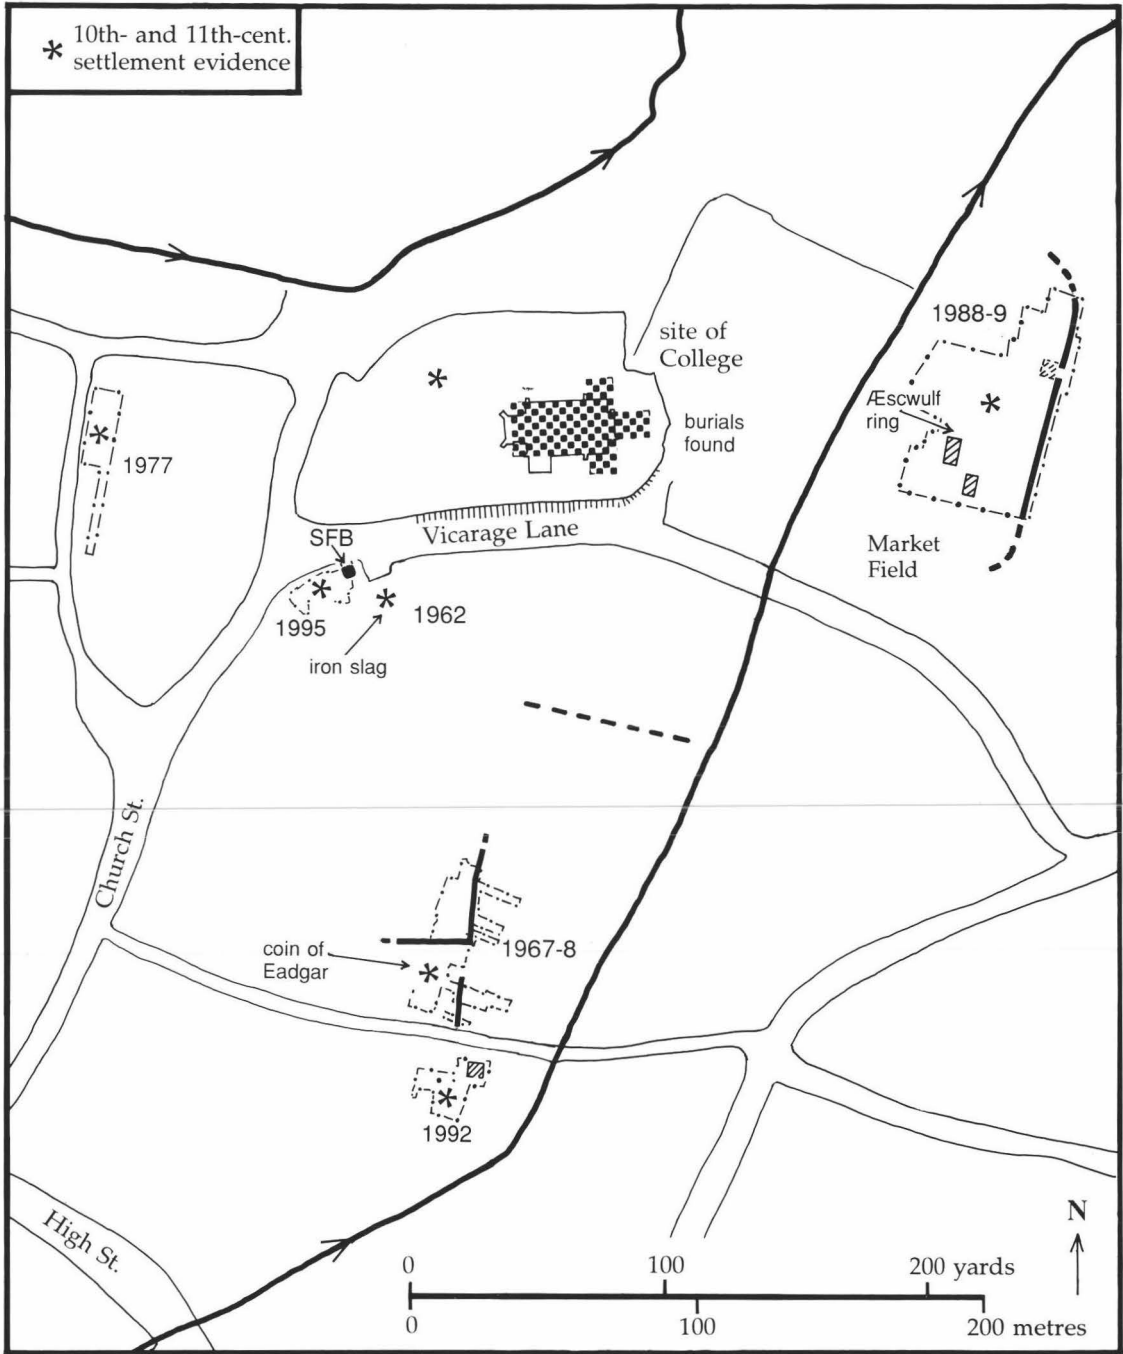 * 10th- and 11th-cent.
settlement evidence
1988-9
site of
College
Æscwulf
ring
burials
found
1977
Vicarage Lane
SFB
Market
Field
1995
1962
iron slag
Church St.
1967-8
coin of
Eadgar
1992
High St.
N
0 100 200 yards
0 100 200 metres